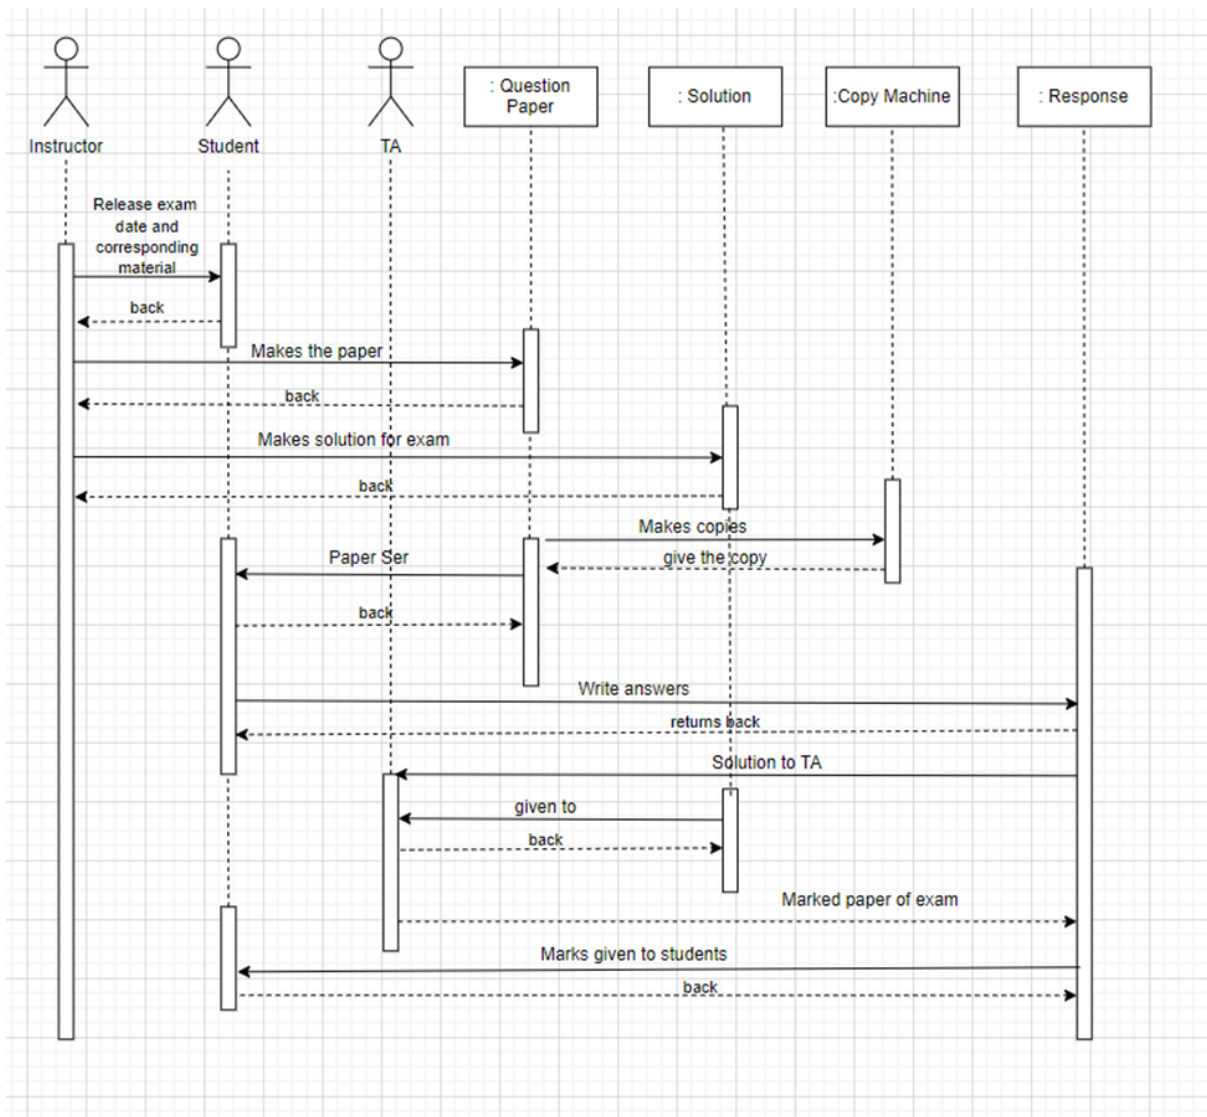 : Question
Paper
: Solution
:Copy Machine
: Response
Instructor
Student
TA
Release exam
date and
corresponding
material
back
Makes the paper
back
Makes solution for exam
back
Makes copies
Paper Ser
give the copy
back
Write answers
returns back
Solution to TA
given to
back
Marked paper of exam
Marks given to students
back